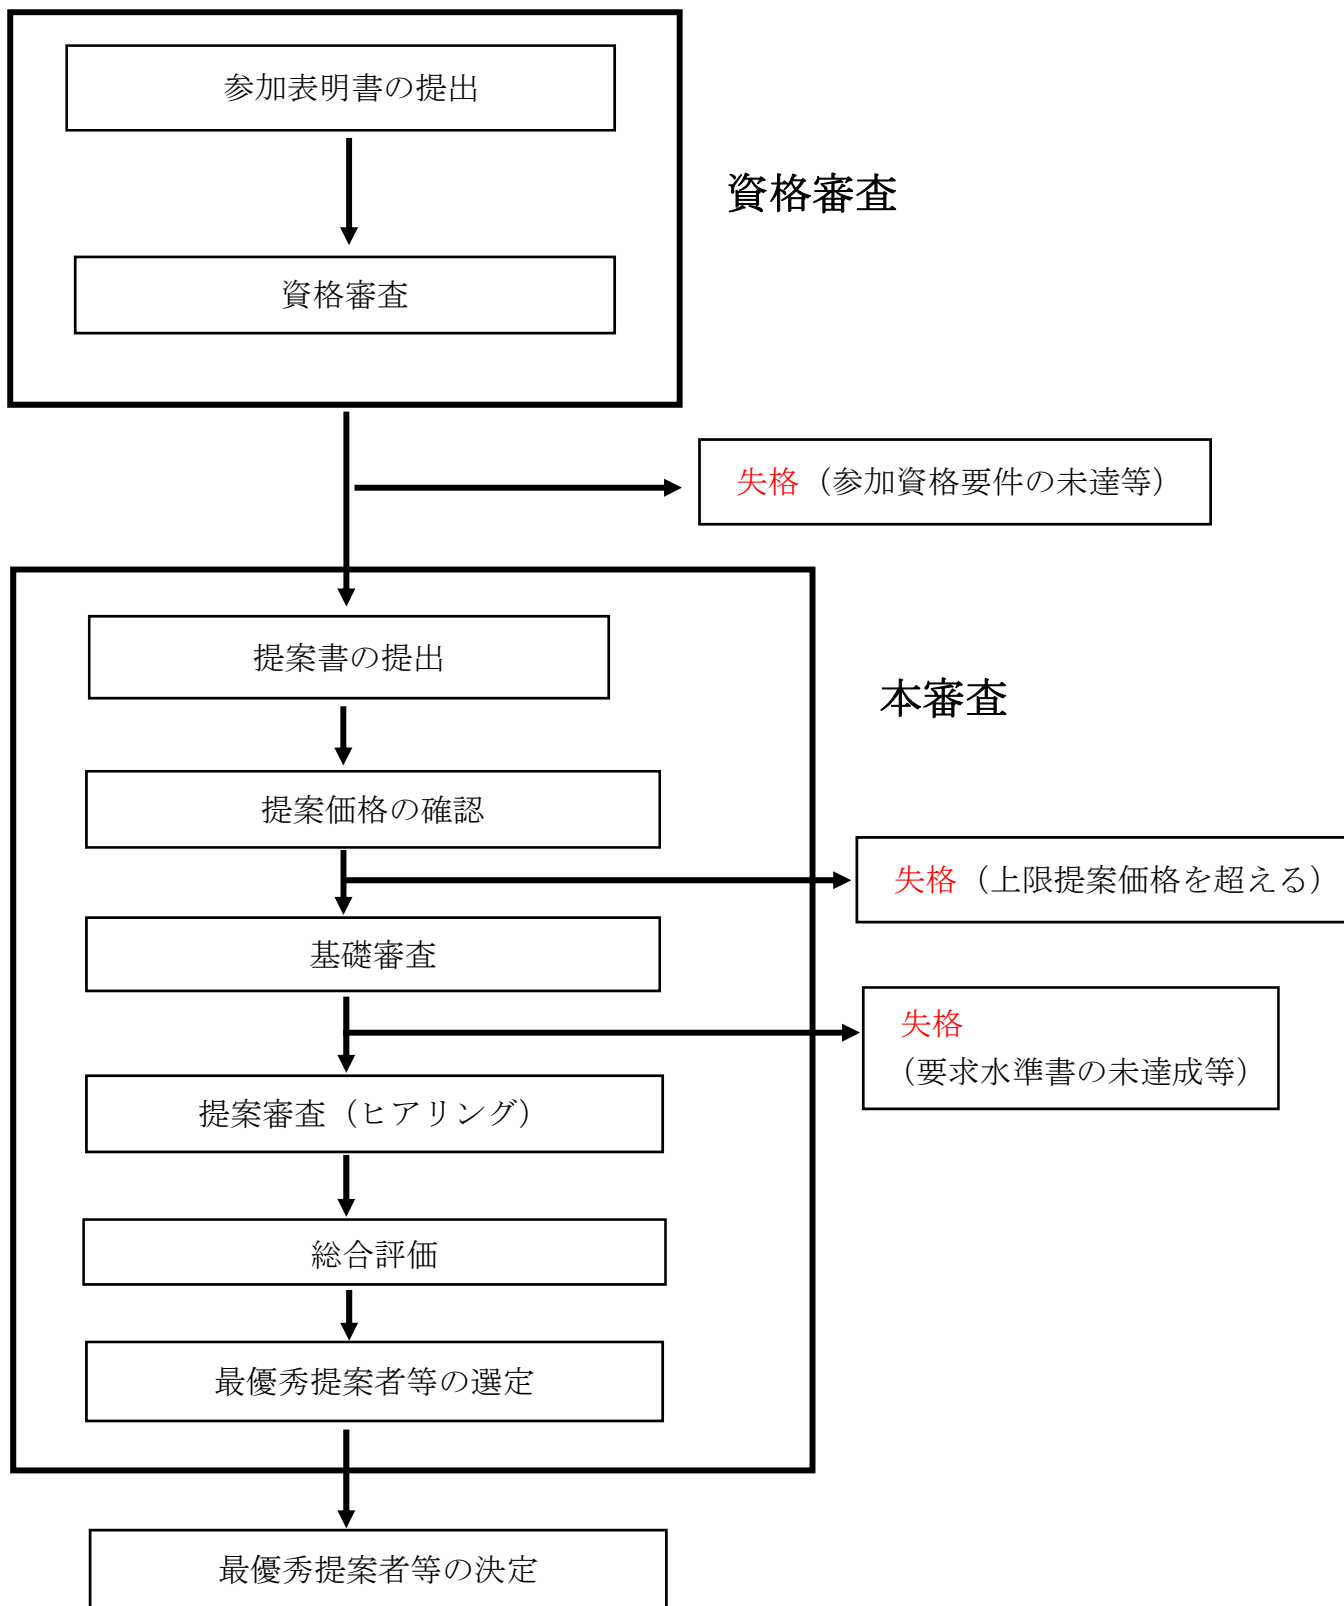 参加表明書の提出
資格審査
資格審査
失格（参加資格要件の未達等）
提案書の提出
本審査
提案価格の確認
失格（上限提案価格を超える）
基礎審査
失格
（要求水準書の未達成等）
提案審査（ヒアリング）
総合評価
最優秀提案者等の選定
最優秀提案者等の決定